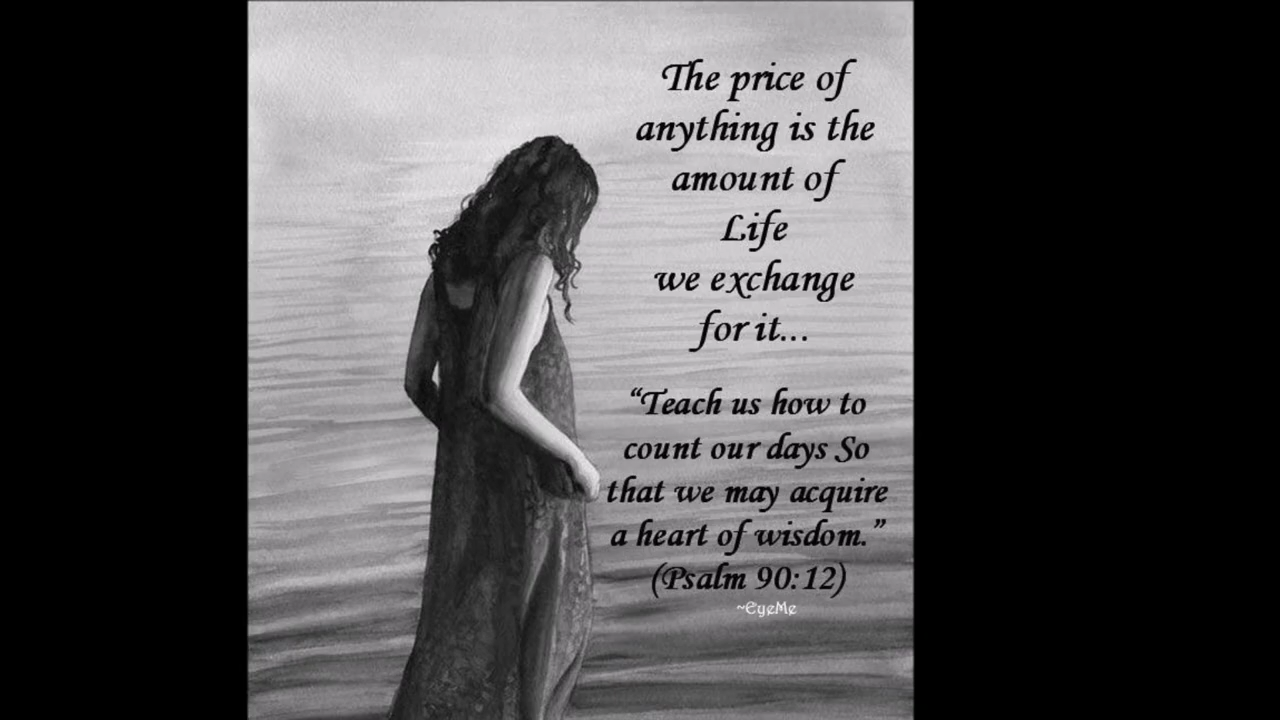 The price of
anything is the
amount of
Life
we exchange
for it...
“Teach us how to
count our days So
that we may acquire
a heart of wisdom.”
(Psalm 90:12)
~EyeMe